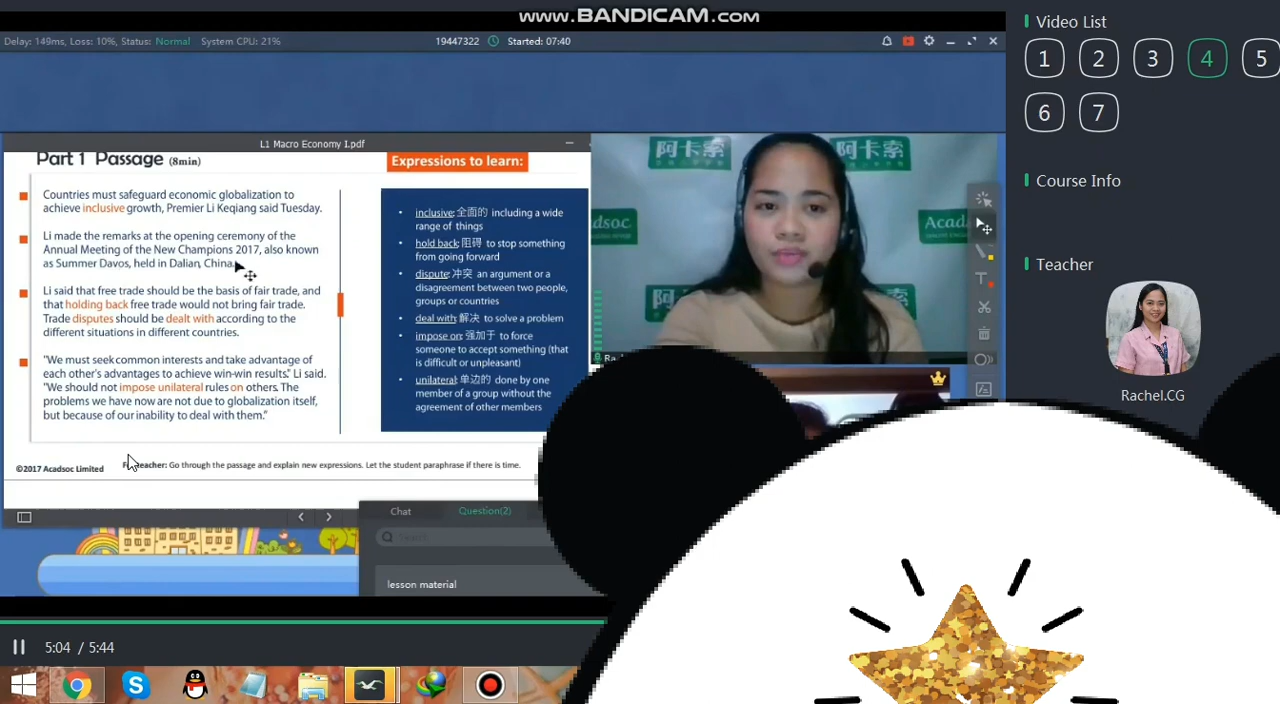 www.BANDICAM.com
Delay: 149ms, Loss: 10%, Status: Normal System CPU: 21%
19447322 Started: 07:40
L1 Macro Economy I.pdf
Part 1 Passage (8min)
Countries must safeguard economic globalization to
achieve inclusive growth, Premier Li Keqiang said Tuesday.
Li made the remarks at the opening ceremony of the
Annual Meeting of the New Champions 2017, also known
as Summer Davos, held in Dalian, China.
Li said that free trade should be the basis of fair trade, and
that holding back free trade would not bring fair trade.
Trade disputes should be dealt with according to the
different situations in different countries.
"We must seek common interests and take advantage of
each other's advantages to achieve win-win results." Li said.
"We should not impose unilateral rules on others. The
problems we have now are not due to globalization itself,
but because of our inability to deal with them."
Expressions to learn:
• inclusive: 全面的 including a wide
range of things
• hold back: 阻碍 to stop something
from going forward
• dispute: 冲突 an argument or a
disagreement between two people,
groups or countries
• deal with: 解决 to solve a problem
• impose on: 强加于 to force
someone to accept something (that
is difficult or unpleasant)
• unilateral: 单边的 done by one
member of a group without the
agreement of other members
©2017 Acadsoc Limited
Teacher: Go through the passage and explain new expressions. Let the student paraphrase if there is time.
阿卡索
阿卡索
dsoc
Acad
Chat
Question(2)
Search
lesson material
5:04 / 5:44
Video List
1 2 3 4 5
6 7
Course Info
Teacher
Rachel.CG